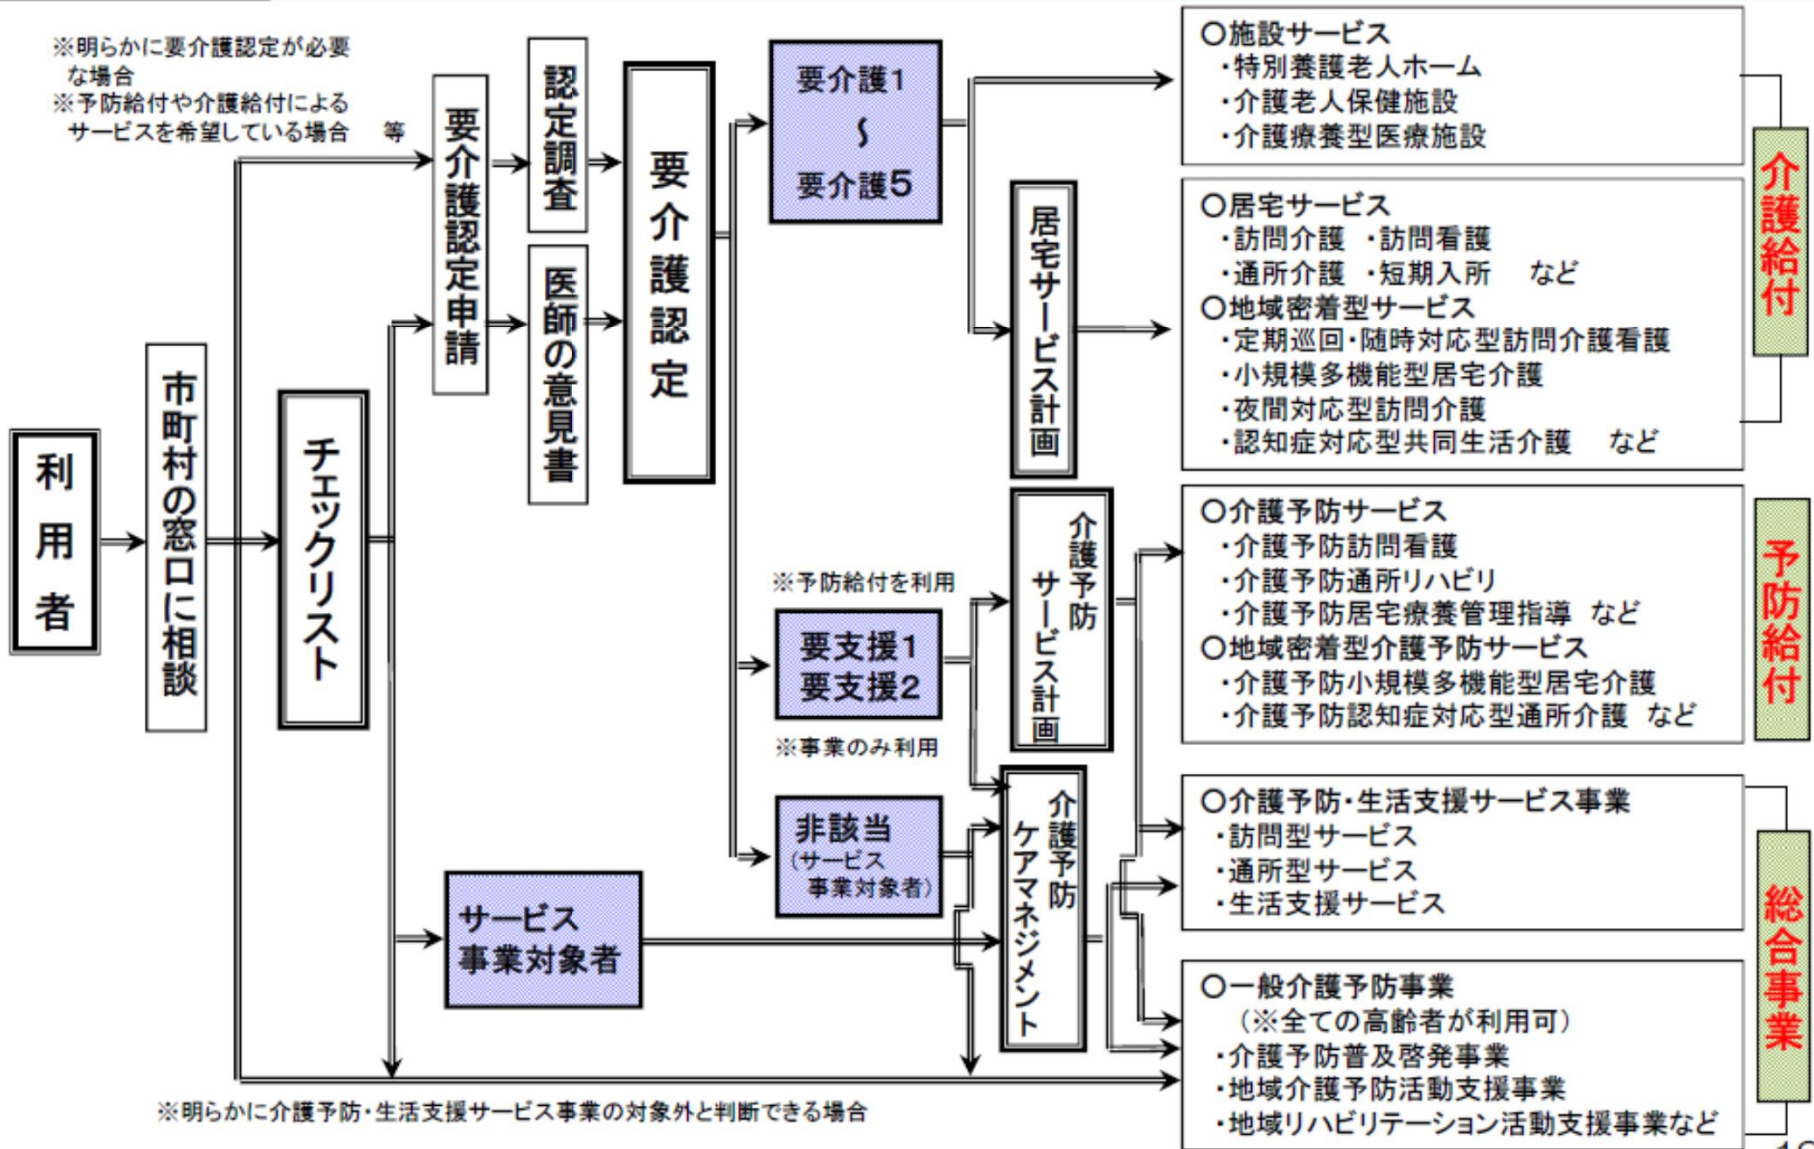 ※明らかに要介護認定が必要
な場合
※予防給付や介護給付による
サービスを希望している場合　等
利用者
市町村の窓口に相談
チェックリスト
要介護認定申請
認定調査
医師の意見書
要介護認定
要介護1
〜
要介護5
※予防給付を利用
要支援1
要支援2
※事業のみ利用
非該当
(サービス
事業対象者)
サービス
事業対象者
居宅サービス計画
介護予防
サービス計画
介護予防
ケアマネジメント
○施設サービス
・特別養護老人ホーム
・介護老人保健施設
・介護療養型医療施設
○居宅サービス
・訪問介護　・訪問看護
・通所介護　・短期入所　など
○地域密着型サービス
・定期巡回・随時対応型訪問介護看護
・小規模多機能型居宅介護
・夜間対応型訪問介護
・認知症対応型共同生活介護　など
介護給付
○介護予防サービス
・介護予防訪問看護
・介護予防通所リハビリ
・介護予防居宅療養管理指導　など
○地域密着型介護予防サービス
・介護予防小規模多機能型居宅介護
・介護予防認知症対応型通所介護　など
予防給付
○介護予防・生活支援サービス事業
・訪問型サービス
・通所型サービス
・生活支援サービス
○一般介護予防事業
(※全ての高齢者が利用可)
・介護予防普及啓発事業
・地域介護予防活動支援事業
・地域リハビリテーション活動支援事業など
総合事業
※明らかに介護予防・生活支援サービス事業の対象外と判断できる場合